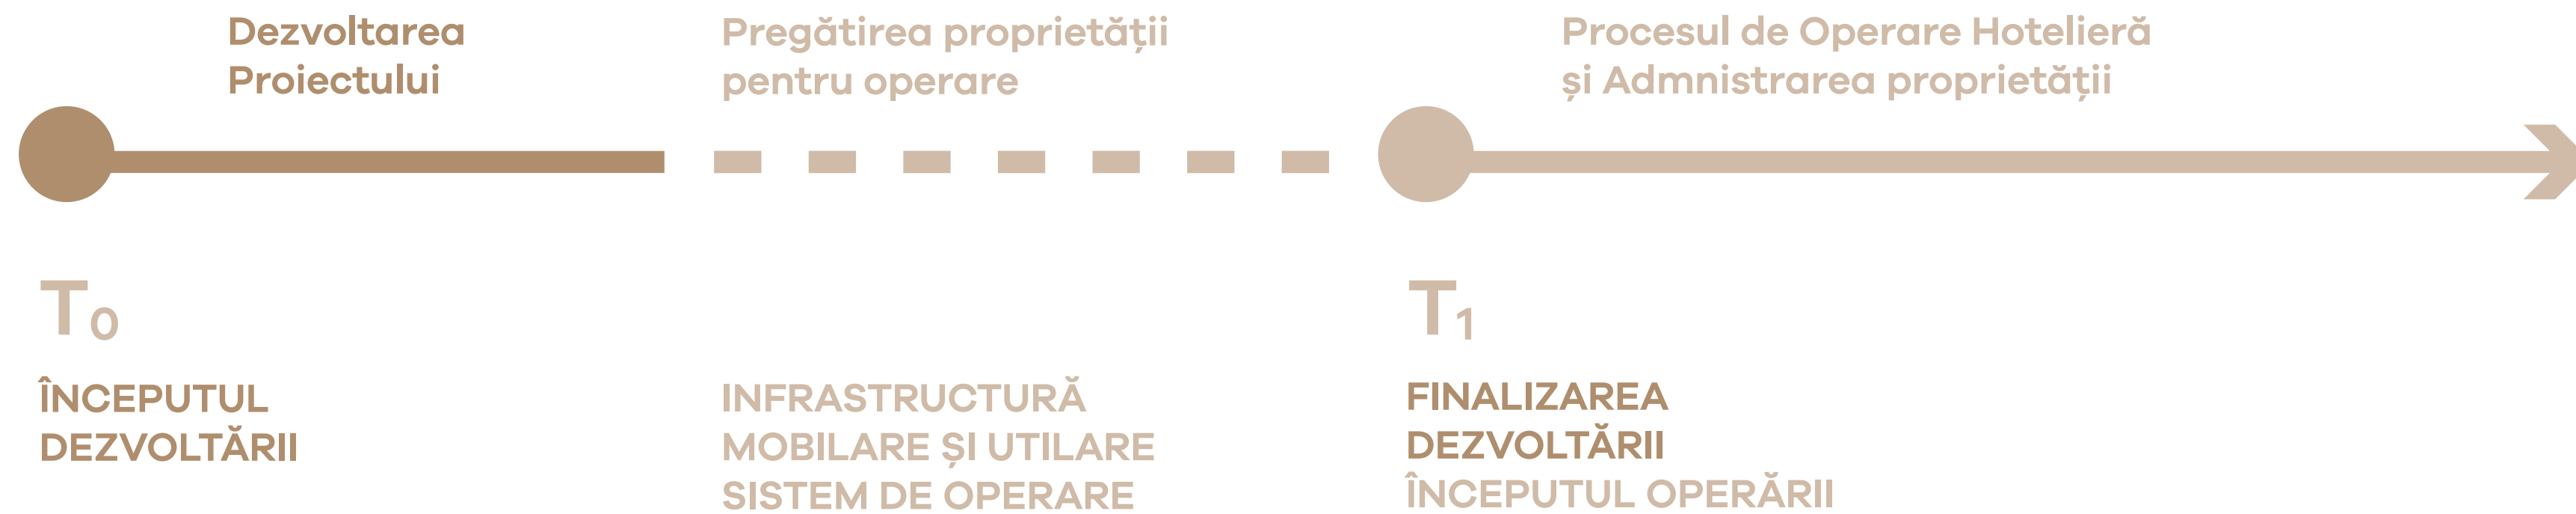 Dezvoltarea
Proiectului
Pregătirea proprietății
pentru operare
Procesul de Operare Hotelieră
și Admnistrarea proprietății
T₀
ÎNCEPUTUL
DEZVOLTĂRII
INFRASTRUCTURĂ
MOBILARE ȘI UTILARE
SISTEM DE OPERARE
T₁
FINALIZAREA
DEZVOLTĂRII
ÎNCEPUTUL OPERĂRII